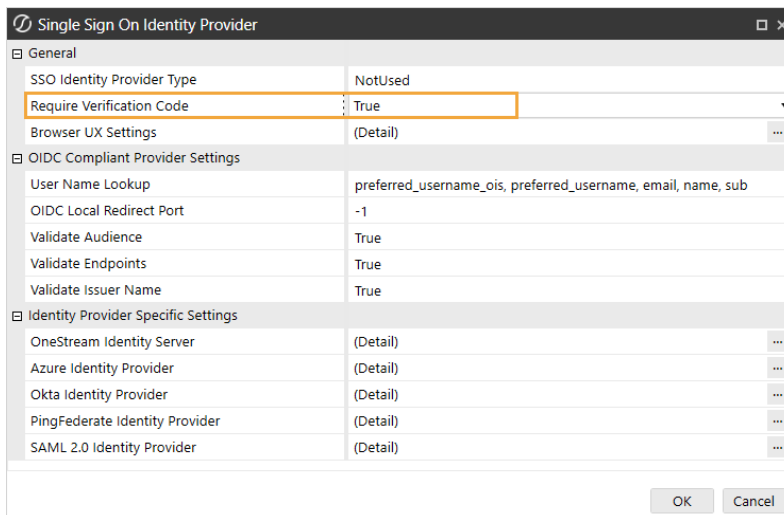 Single Sign On Identity Provider
General
SSO Identity Provider Type NotUsed
Require Verification Code True
Browser UX Settings (Detail) ...
OIDC Compliant Provider Settings
User Name Lookup preferred_username_ois, preferred_username, email, name, sub
OIDC Local Redirect Port -1
Validate Audience True
Validate Endpoints True
Validate Issuer Name True
Identity Provider Specific Settings
OneStream Identity Server (Detail) ...
Azure Identity Provider (Detail) ...
Okta Identity Provider (Detail) ...
PingFederate Identity Provider (Detail) ...
SAML 2.0 Identity Provider (Detail) ...
OK Cancel